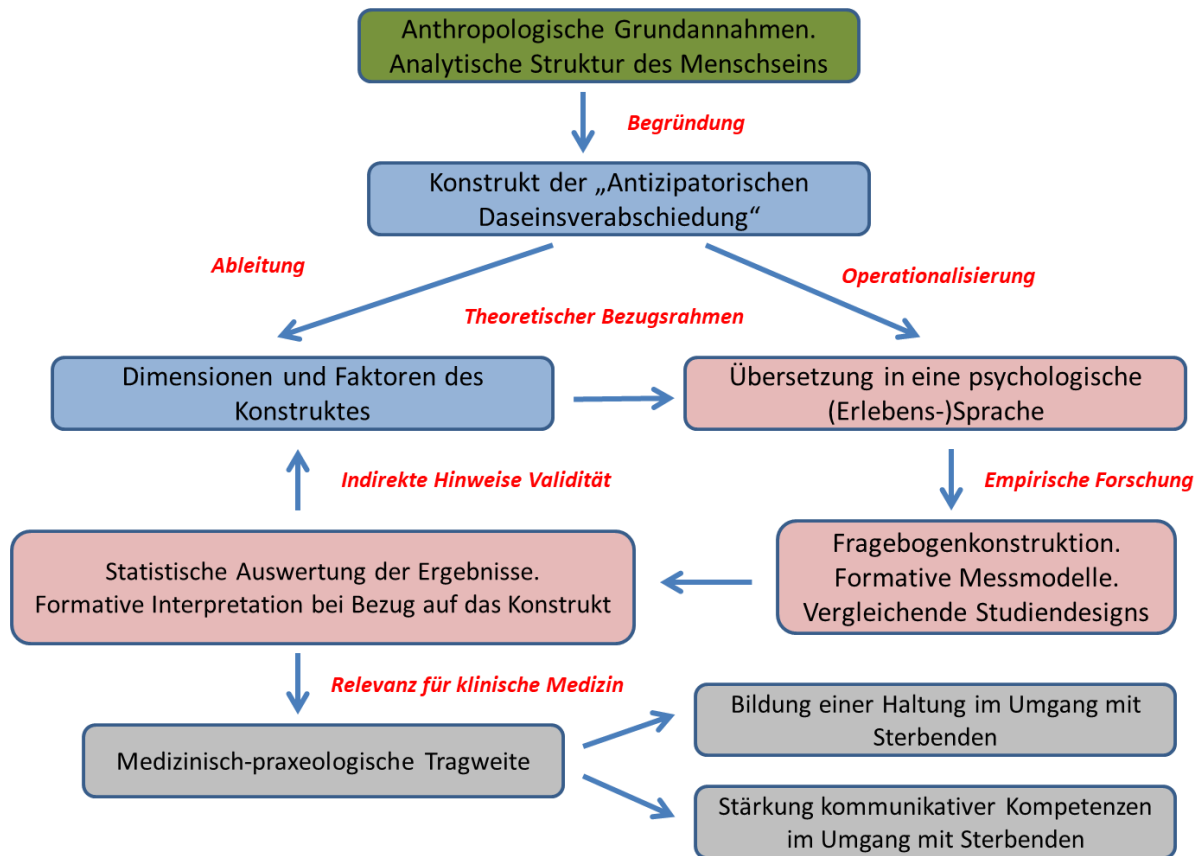 Anthropologische Grundannahmen.
Analytische Struktur des Menschseins
Begründung
Konstrukt der „Antizipatorischen
Daseinsverabschiedung“
Ableitung
Operationalisierung
Theoretischer Bezugsrahmen
Dimensionen und Faktoren des
Konstruktes
Übersetzung in eine psychologische
(Erlebens-)Sprache
Indirekte Hinweise Validität
Empirische Forschung
Statistische Auswertung der Ergebnisse.
Formative Interpretation bei Bezug auf das Konstrukt
Fragebogenkonstruktion.
Formative Messmodelle.
Vergleichende Studiendesigns
Relevanz für klinische Medizin
Medizinisch-praxeologische Tragweite
Bildung einer Haltung im Umgang mit
Sterbenden
Stärkung kommunikativer Kompetenzen
im Umgang mit Sterbenden